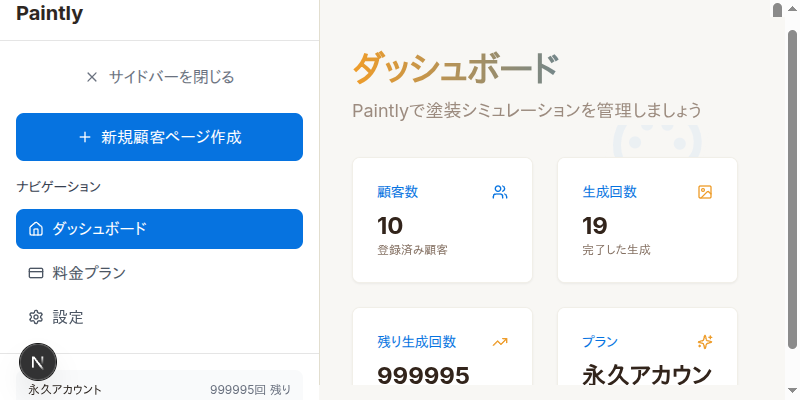 Paintly
サイドバーを閉じる
新規顧客ページ作成
ナビゲーション
ダッシュボード
料金プラン
設定
N
永久アカウント
999995回 残り
ダッシュボード
Paintlyで塗装シミュレーションを管理しましょう
顧客数
10
登録済み顧客
生成回数
19
完了した生成
残り生成回数
999995
プラン
永久アカウン